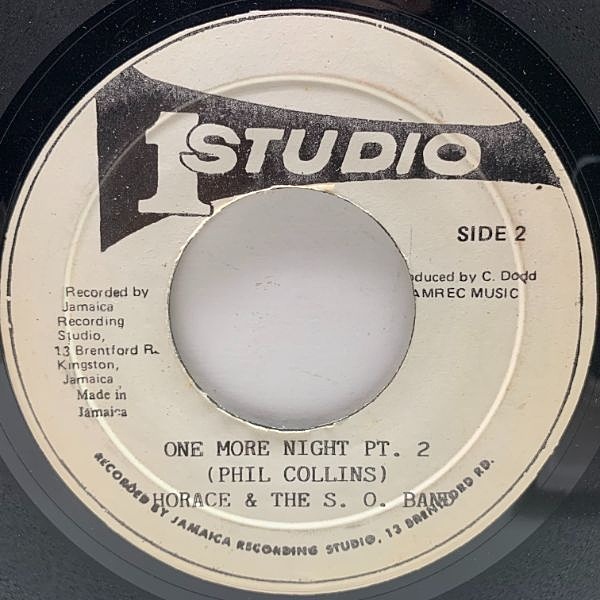 1 STUDIO
SIDE 2
oduced by C. Dodd
AMREC MUSIC
Recorded by
Jamaica
Recording
Studio,
13 Brentford R
Kingston,
Jamaica
Made in
Jamaica
ONE MORE NIGHT PT. 2
(PHIL COLLINS)
HORACE & THE S. O. BAND
RECORDED BY JAMAICA RECORDING STUDIO, 13 BRENTFORD RD.